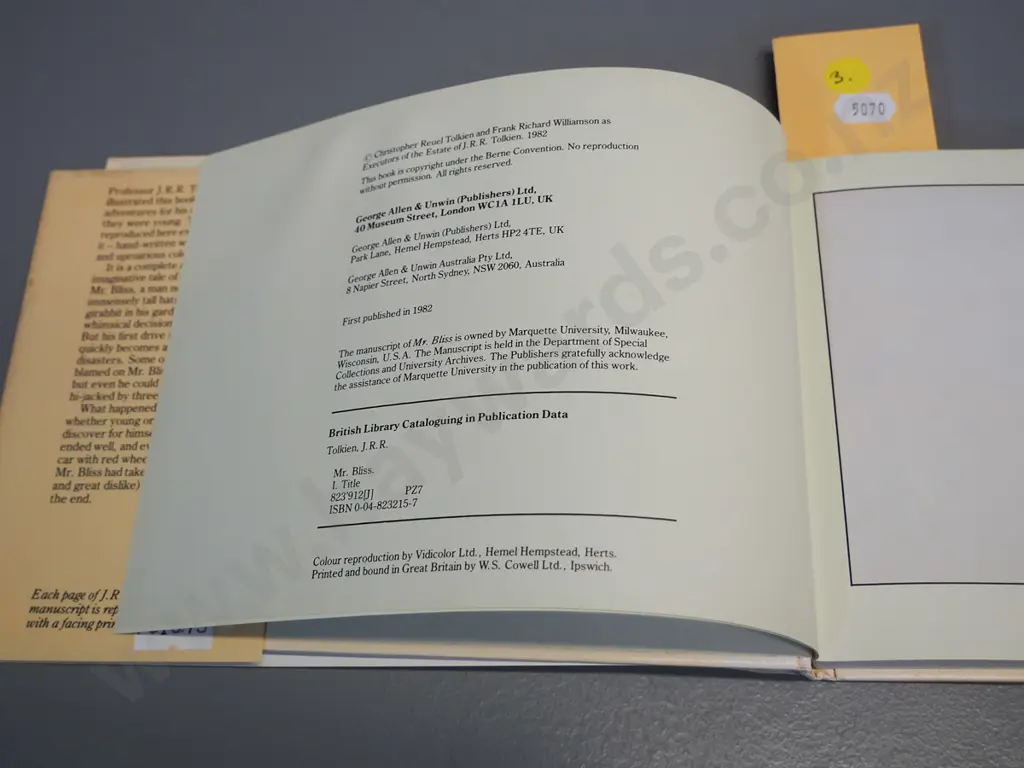 © Christopher Reuel Tolkien and Frank Richard Williamson as
Executors of the Estate of J.R.R. Tolkien. 1982
This book is copyright under the Berne Convention. No reproduction
without permission. All rights reserved.
George Allen & Unwin (Publishers) Ltd,
40 Museum Street, London WC1A 1LU, UK
George Allen & Unwin (Publishers) Ltd,
Park Lane, Hemel Hempstead, Herts HP2 4TE, UK
George Allen & Unwin Australia Pty Ltd,
8 Napier Street, North Sydney, NSW 2060, Australia
First published in 1982
The manuscript of Mr. Bliss is owned by Marquette University, Milwaukee,
Wisconsin, U.S.A. The Manuscript is held in the Department of Special
Collections and University Archives. The Publishers gratefully acknowledge
the assistance of Marquette University in the publication of this work.
British Library Cataloguing in Publication Data
Tolkien, J.R.R.
Mr. Bliss.
I. Title
823'912[J] PZ7
ISBN 0-04-823215-7
Colour reproduction by Vidicolor Ltd., Hemel Hempstead, Herts.
Printed and bound in Great Britain by W.S. Cowell Ltd., Ipswich.
Professor J.R.R. T
illustrated this book
adventures for his
they were young.
reproduced here
it – hand-written
and uproarious
It is a complete
imaginative tale of
Mr. Bliss, a man
immensely tall
girabbit in his
whimsical decision
But his first drive
quickly becomes a
disasters. Some o
blamed on Mr. Bli
but even he could
hi-jacked by three
What happened
whether young or
discover for
ended well, and
car with red
Mr. Bliss had take
and great dislike)
the end.
Each page of J.R
manuscript is
with a facing
3.
5070
www.haywards.co.nz